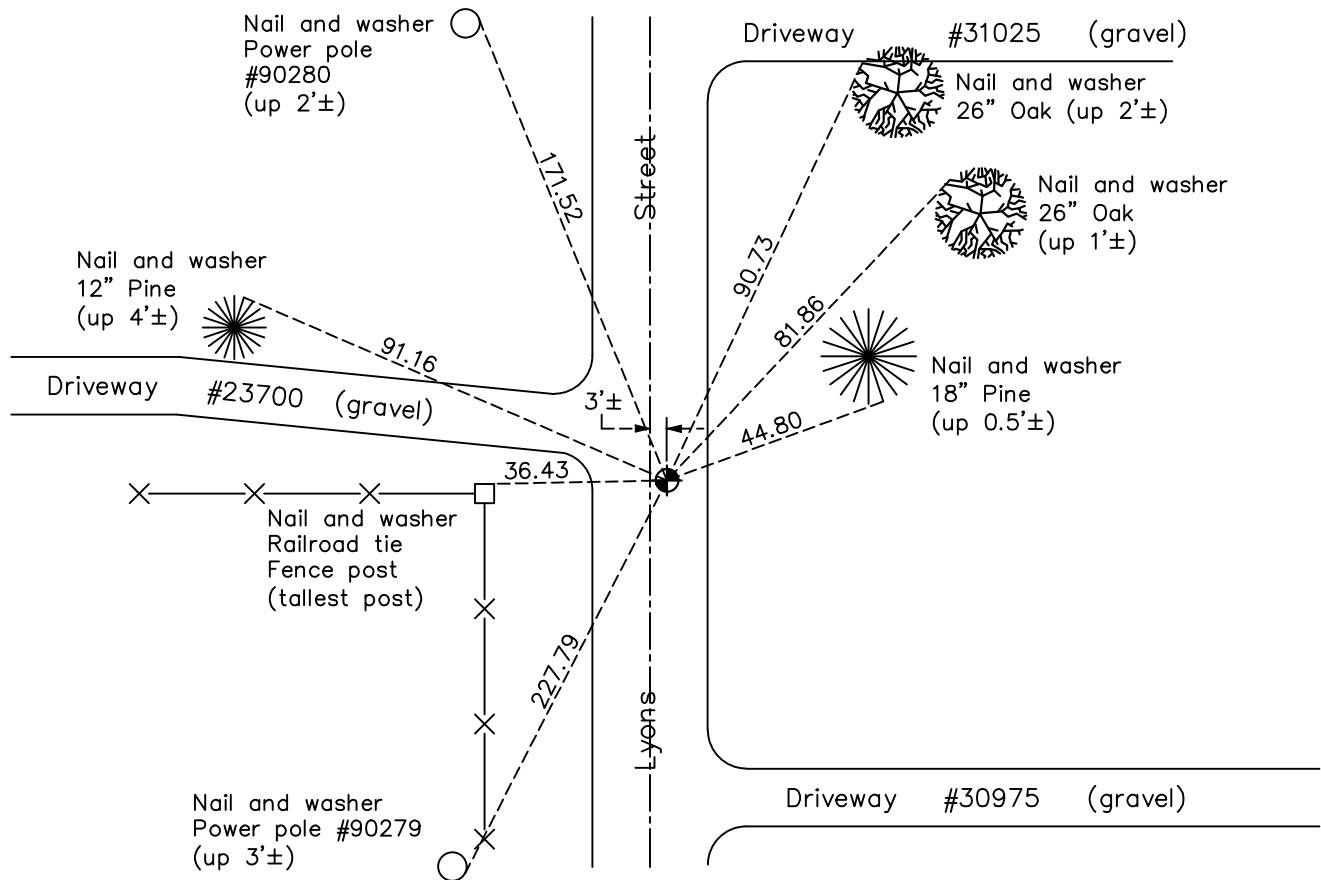 Nail and washer
Power pole
#90280
(up 2'±)
Driveway #31025 (gravel)
Nail and washer
26" Oak (up 2'±)
Street
171.52
Nail and washer
26" Oak
(up 1'±)
90.73
81.86
Nail and washer
12" Pine
(up 4'±)
91.16
Driveway #23700 (gravel)
3'±
Nail and washer
18" Pine
(up 0.5'±)
44.80
36.43
Nail and washer
Railroad tie
Fence post
(tallest post)
227.79
Lyons
Nail and washer
Power pole #90279
(up 3'±)
Driveway #30975 (gravel)